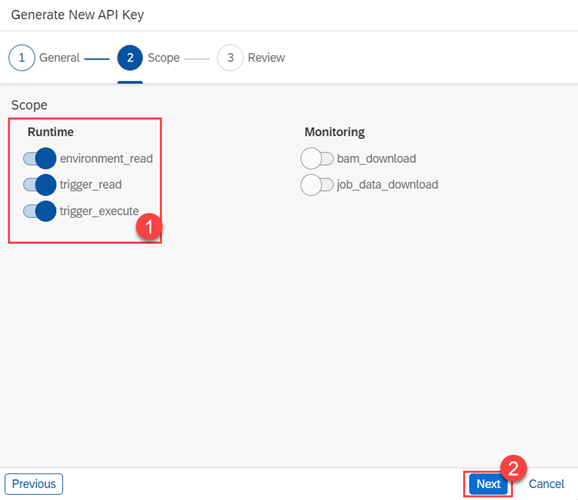 Generate New API Key
1 General 2 Scope 3 Review
Scope
Runtime
environment_read
trigger_read
trigger_execute
1
Monitoring
bam_download
job_data_download
Previous
Next
2
Cancel